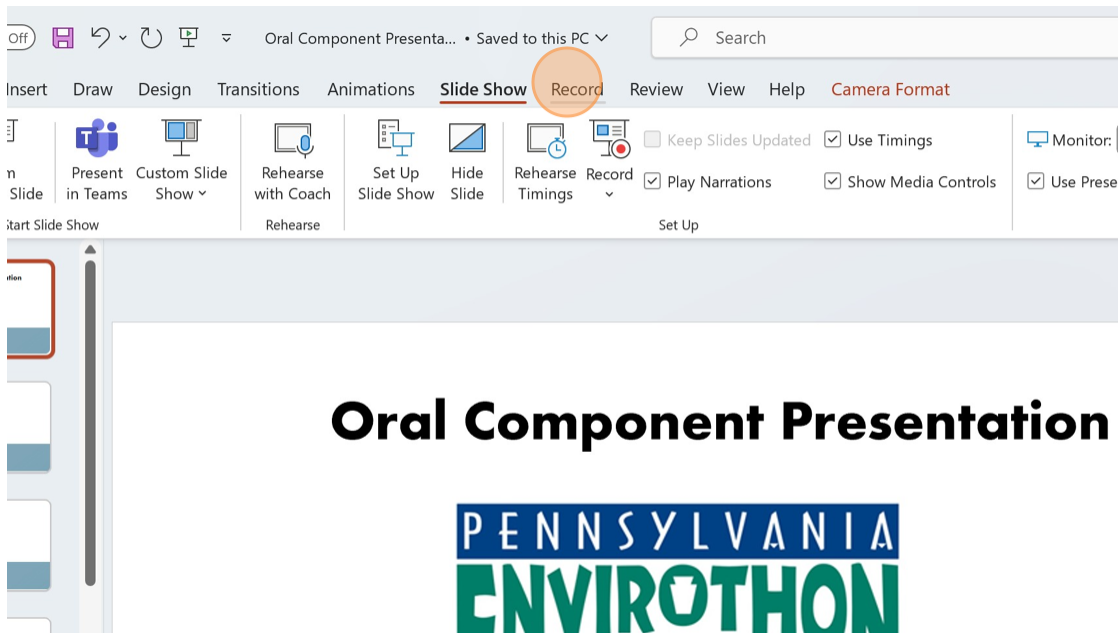 Off
Oral Component Presenta... • Saved to this PC
Search
Insert Draw Design Transitions Animations Slide Show Record Review View Help Camera Format
Slide
Present in Teams
Custom Slide Show
Start Slide Show
Rehearse with Coach
Rehearse
Set Up Slide Show
Hide Slide
Rehearse Timings
Record
Keep Slides Updated
Play Narrations
Use Timings
Show Media Controls
Set Up
Monitor:
Use Prese
Oral Component Presentation
PENNSYLVANIA
ENVIROTHON